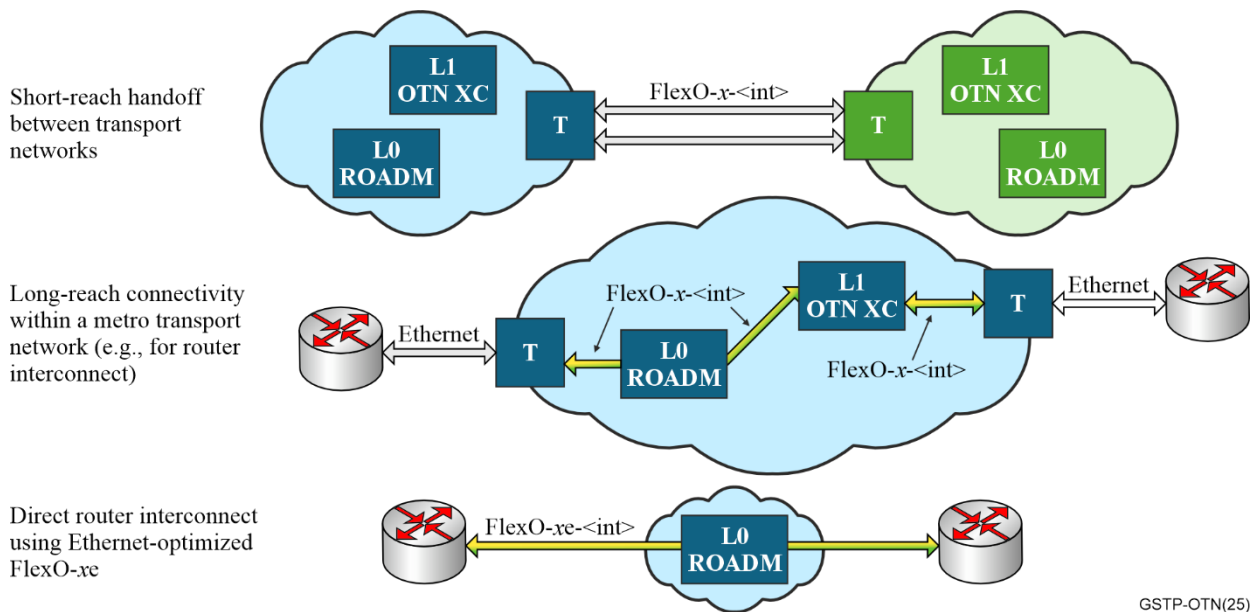 Short-reach handoff
between transport
networks
L1
OTN XC
L0
ROADM
T
FlexO-x-<int>
T
L1
OTN XC
L0
ROADM
Long-reach connectivity
within a metro transport
network (e.g., for router
interconnect)
Ethernet
T
FlexO-x-<int>
L0
ROADM
L1
OTN XC
FlexO-x-<int>
T
Ethernet
Direct router interconnect
using Ethernet-optimized
FlexO-xe
FlexO-xe-<int>
L0
ROADM
GSTP-OTN(25)